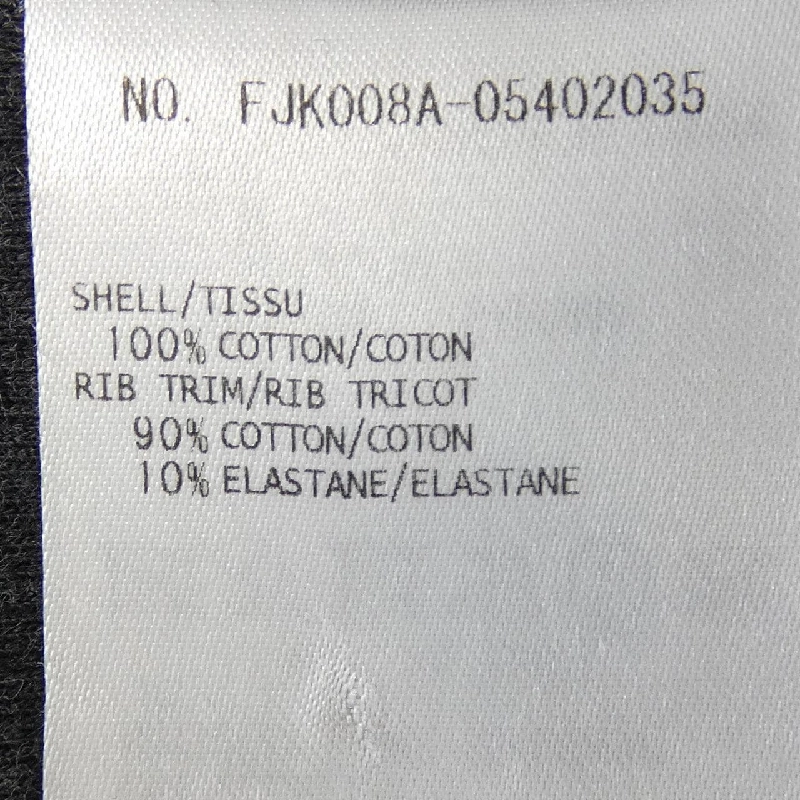 NO. FJK008A-05402035
SHELL/TISSU
100% COTTON/COTON
RIB TRIM/RIB TRICOT
90% COTTON/COTON
10% ELASTANE/ELASTANE